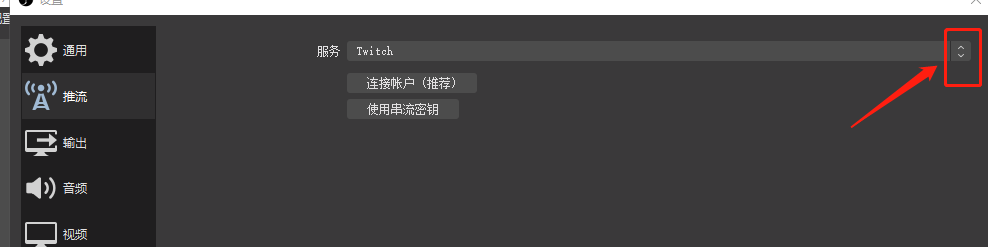 设置
置
通用
服务 Twitch
连接帐户（推荐）
推流
使用串流密钥
输出
音频
视频